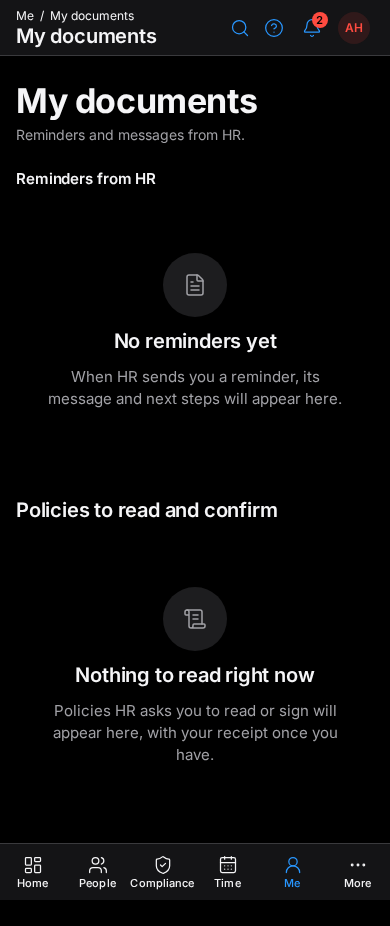 Me / My documents
My documents
2
AH
My documents
Reminders and messages from HR.
Reminders from HR
No reminders yet
When HR sends you a reminder, its
message and next steps will appear here.
Policies to read and confirm
Nothing to read right now
Policies HR asks you to read or sign will
appear here, with your receipt once you
have.
Home People Compliance Time Me More